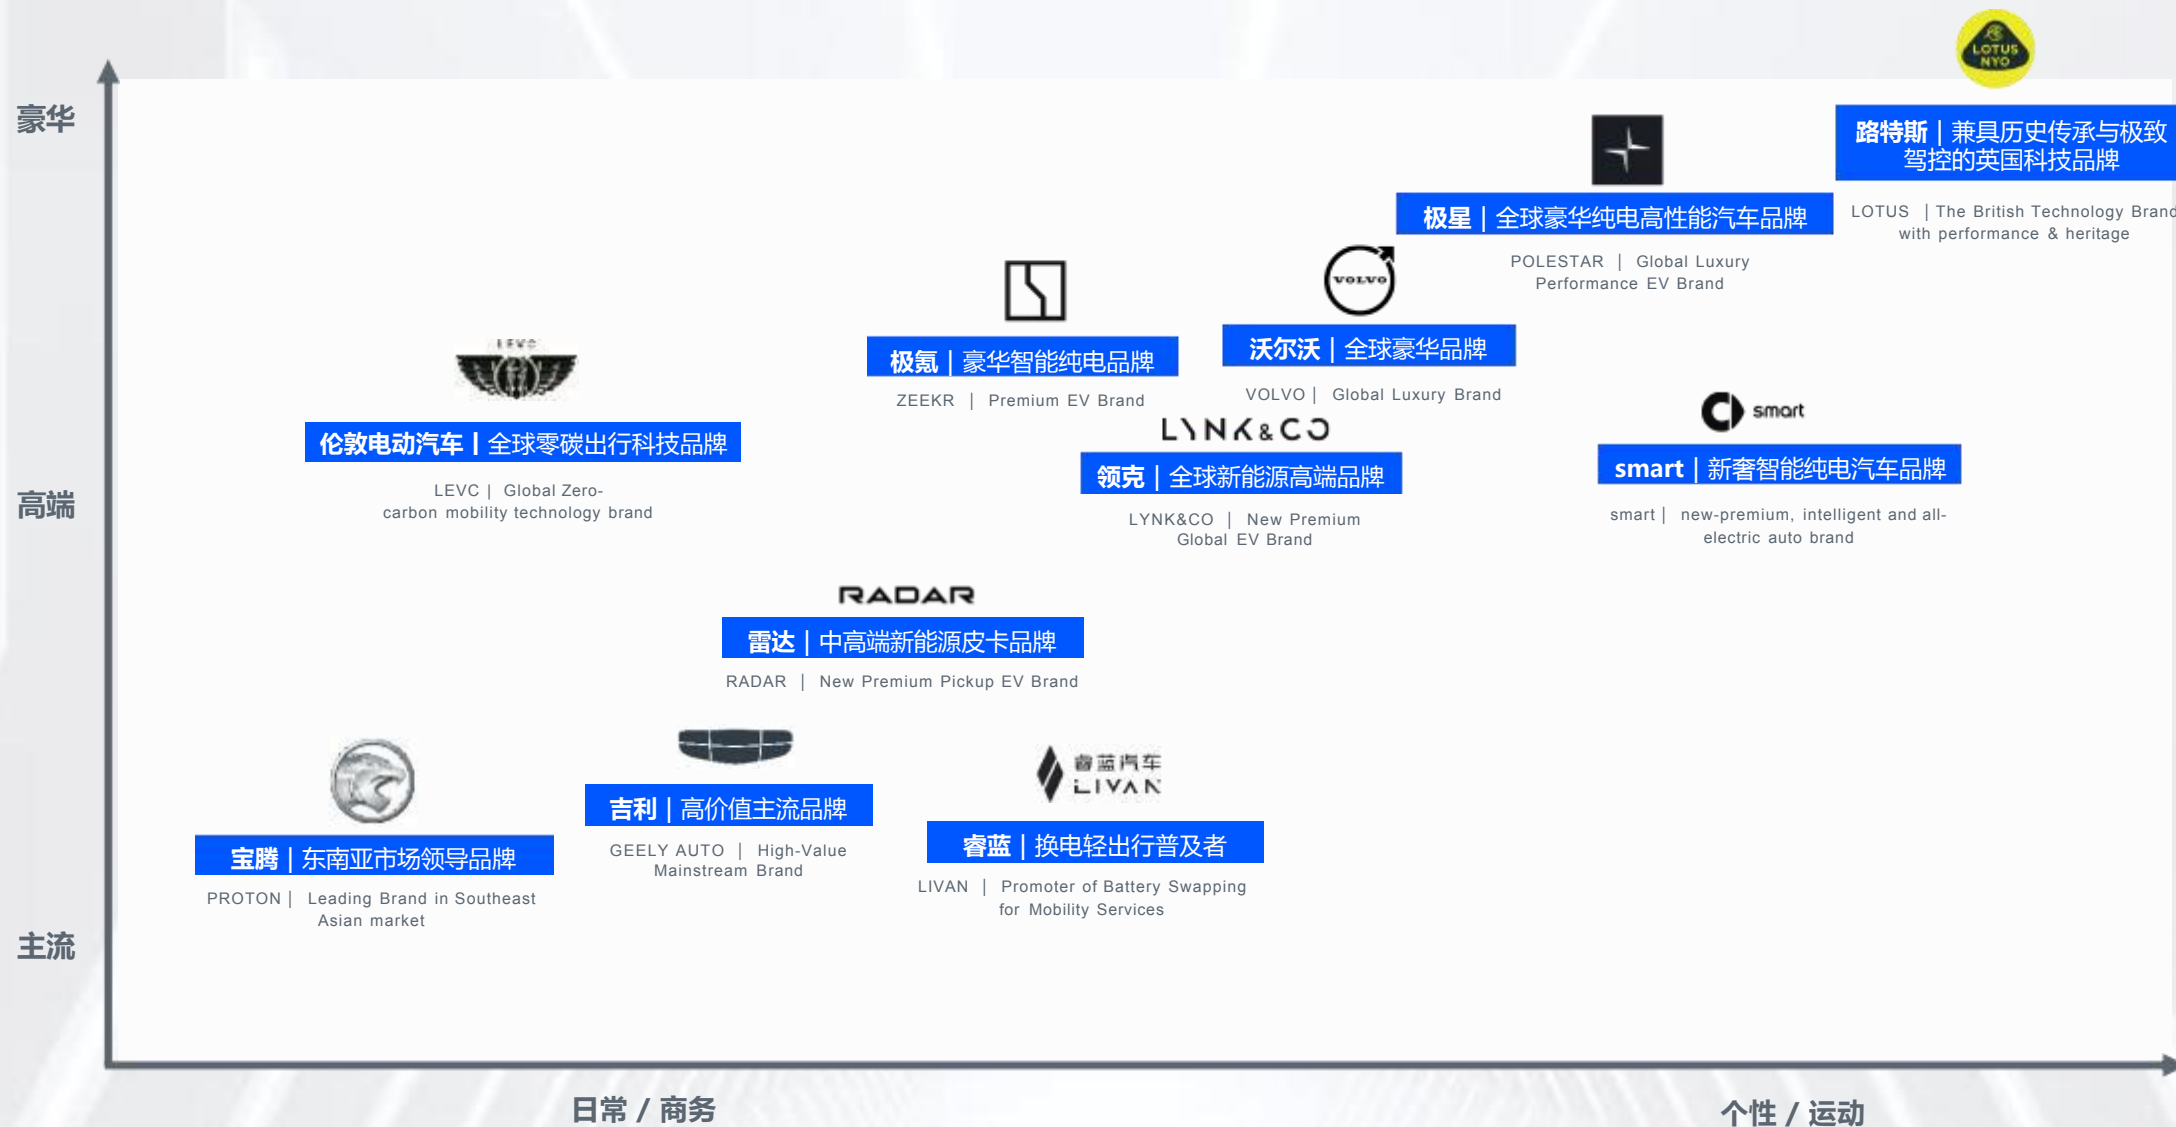 豪华
高端
主流
LOTUS
NYO
路特斯｜兼具历史传承与极致
驾控的英国科技品牌
LOTUS ｜The British Technology Brand
with performance & heritage
极星｜全球豪华纯电高性能汽车品牌
POLESTAR ｜ Global Luxury
Performance EV Brand
极氪｜豪华智能纯电品牌
ZEEKR ｜ Premium EV Brand
VOLVO
沃尔沃｜全球豪华品牌
VOLVO｜ Global Luxury Brand
LEVC
伦敦电动汽车｜全球零碳出行科技品牌
LEVC｜ Global Zero-
carbon mobility technology brand
LYNK&CO
领克｜全球新能源高端品牌
LYNK&CO ｜ New Premium
Global EV Brand
smart
smart｜新奢智能纯电汽车品牌
smart｜ new-premium, intelligent and all-
electric auto brand
RADAR
雷达｜中高端新能源皮卡品牌
RADAR ｜ New Premium Pickup EV Brand
宝腾｜东南亚市场领导品牌
PROTON｜ Leading Brand in Southeast
Asian market
吉利｜高价值主流品牌
GEELY AUTO ｜ High-Value
Mainstream Brand
睿蓝汽车
LIVAN
睿蓝｜换电轻出行普及者
LIVAN ｜ Promoter of Battery Swapping
for Mobility Services
日常 / 商务
个性 / 运动